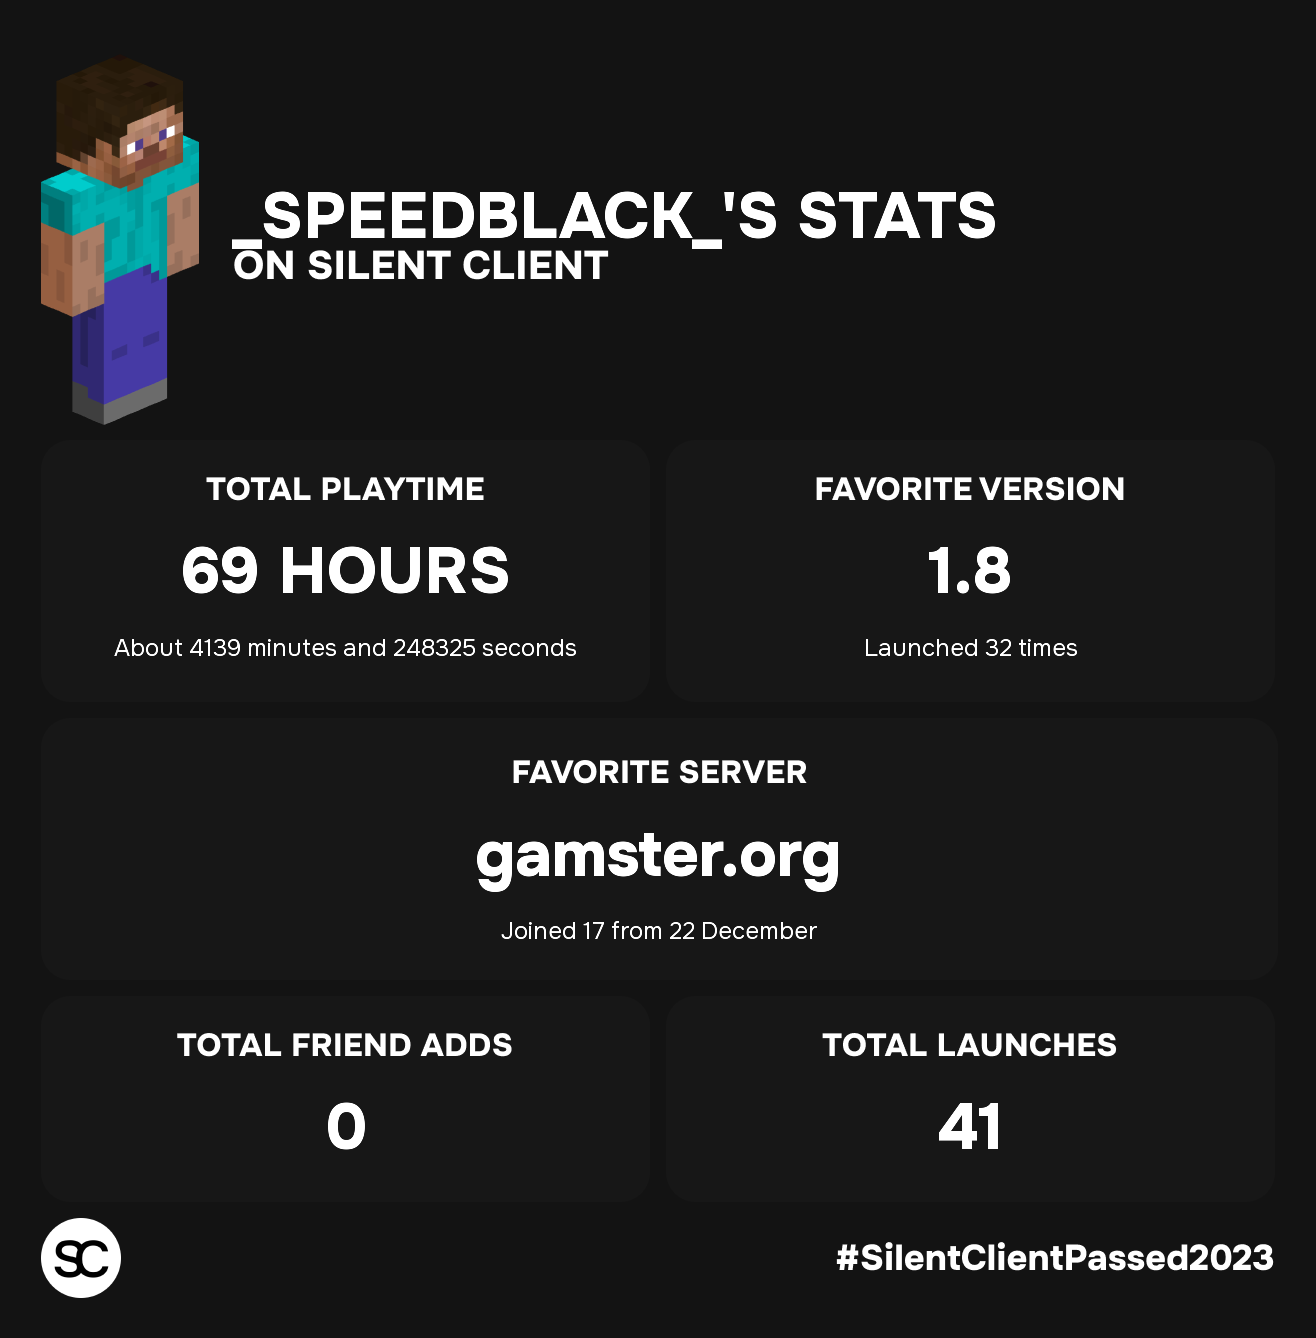 _SPEEDBLACK_'S STATS
ON SILENT CLIENT
TOTAL PLAYTIME
69 HOURS
About 4139 minutes and 248325 seconds
FAVORITE VERSION
1.8
Launched 32 times
FAVORITE SERVER
gamster.org
Joined 17 from 22 December
TOTAL FRIEND ADDS
0
TOTAL LAUNCHES
41
SC
#SilentClientPassed2023